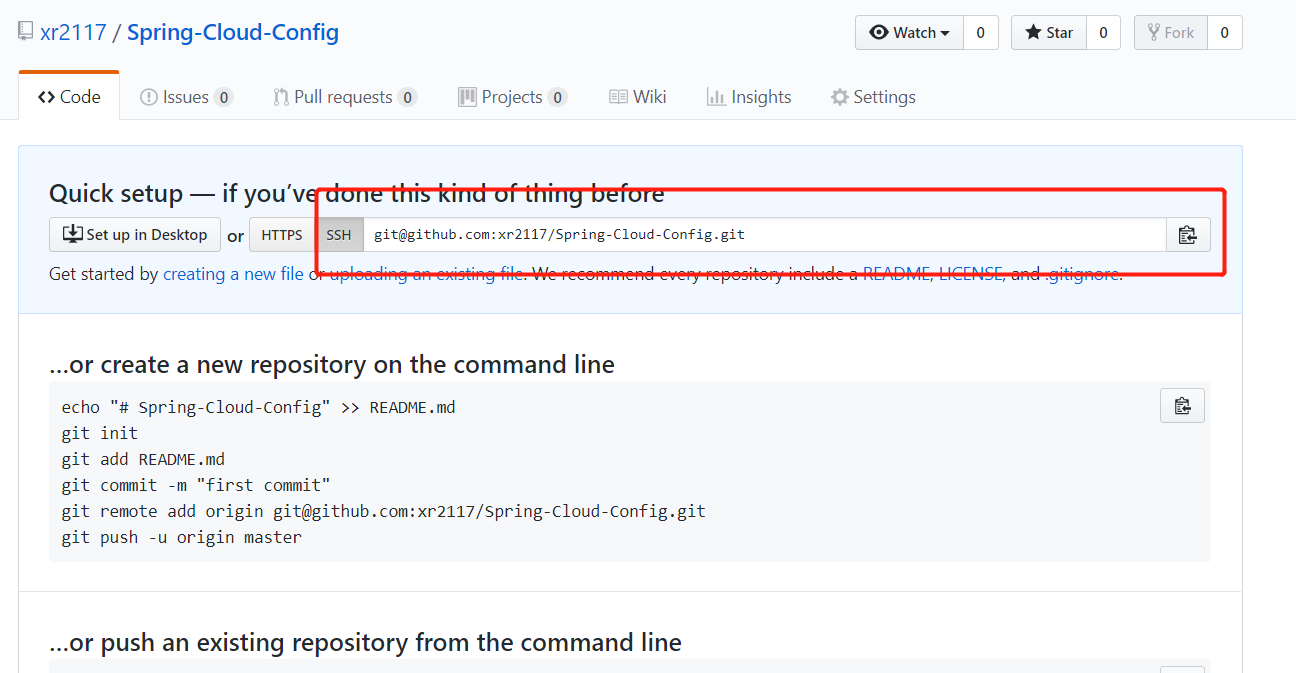 xr2117 / Spring-Cloud-Config
Watch 0 Star 0 Fork 0
Code Issues 0 Pull requests 0 Projects 0 Wiki Insights Settings
Quick setup — if you've done this kind of thing before
Set up in Desktop or HTTPS SSH git@github.com:xr2117/Spring-Cloud-Config.git
Get started by creating a new file or uploading an existing file. We recommend every repository include a README, LICENSE, and .gitignore.
...or create a new repository on the command line
echo "# Spring-Cloud-Config" >> README.md
git init
git add README.md
git commit -m "first commit"
git remote add origin git@github.com:xr2117/Spring-Cloud-Config.git
git push -u origin master
...or push an existing repository from the command line